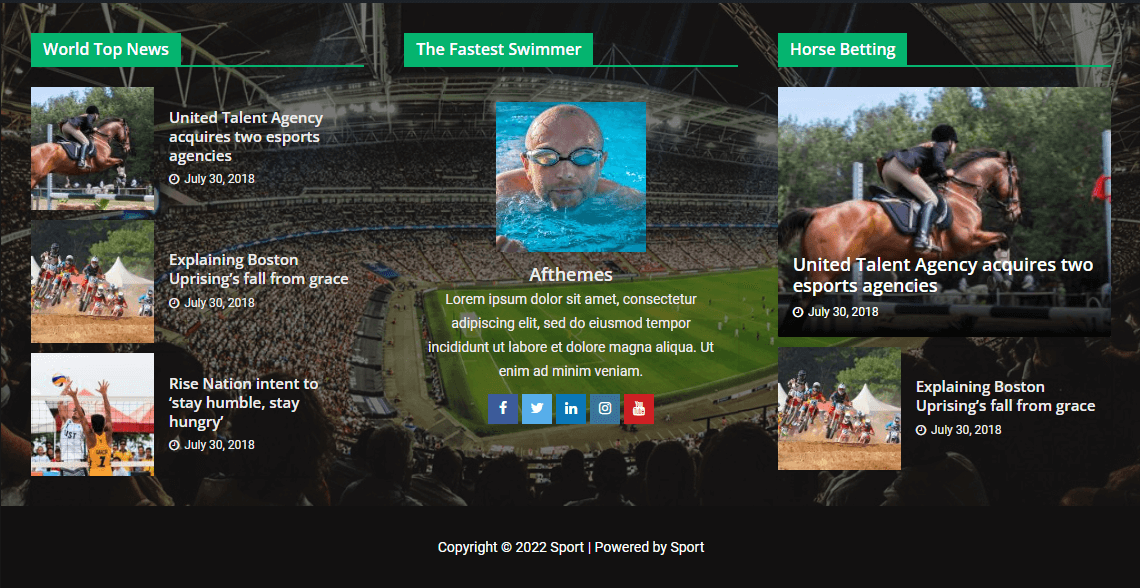 World Top News
United Talent Agency
acquires two esports
agencies
July 30, 2018
Explaining Boston
Uprising’s fall from grace
July 30, 2018
Rise Nation intent to
‘stay humble, stay
hungry’
July 30, 2018
The Fastest Swimmer
Afthemes
Lorem ipsum dolor sit amet, consectetur
adipiscing elit, sed do eiusmod tempor
incididunt ut labore et dolore magna aliqua. Ut
enim ad minim veniam.
Horse Betting
United Talent Agency acquires two
esports agencies
July 30, 2018
Explaining Boston
Uprising’s fall from grace
July 30, 2018
Copyright © 2022 Sport | Powered by Sport